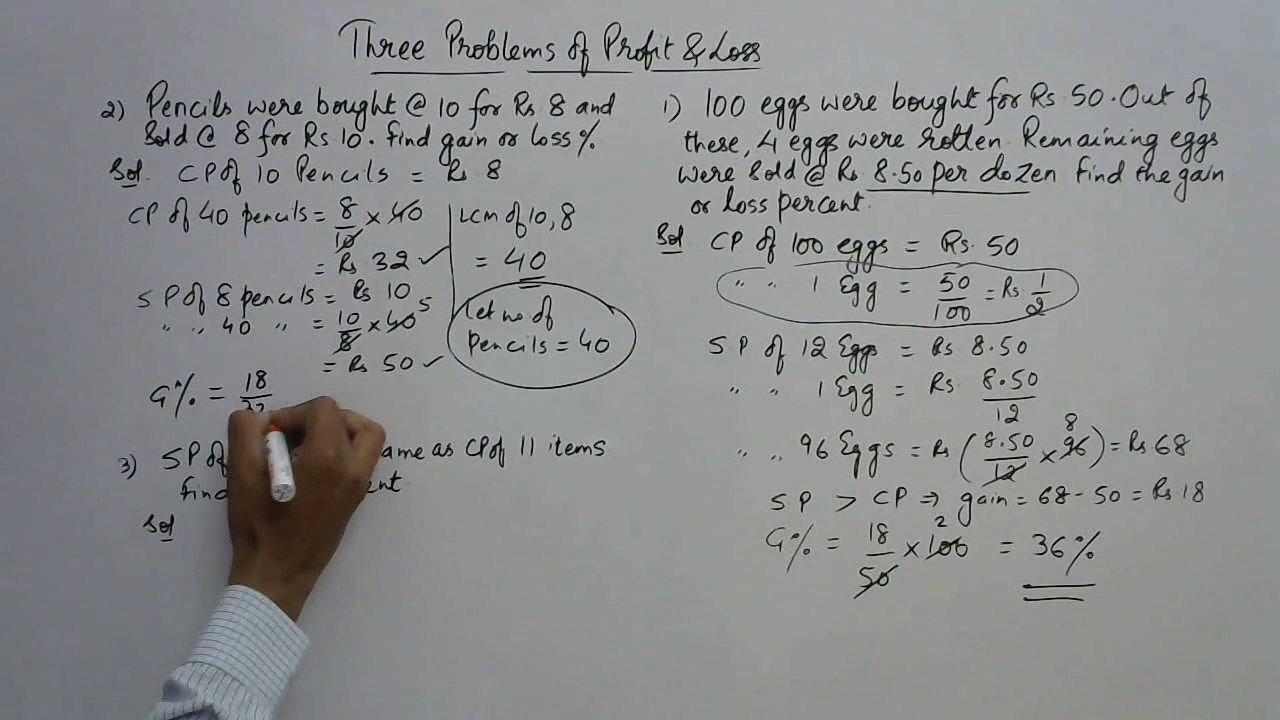 Three Problems of Profit & Loss
2) Pencils were bought @ 10 for Rs 8 and
Sold @ 8 for Rs 10. find gain or loss %.
Sol. CP of 10 Pencils = Rs 8
CP of 40 pencils = 8/10 × 40
= Rs 32 ✓
LCM of 10,8
= 40
SP of 8 pencils = Rs 10
" " 40 " = 10/8 × 40 5
= Rs 50 ✓
Let no of
pencils = 40
G% = 18/32
3) SP of ame as CP of 11 items
find ent.
Sol
1) 100 eggs were bought for Rs 50. Out of
these, 4 eggs were rotten. Remaining eggs
were Sold @ Rs 8.50 per dozen find the gain
or loss percent.
Sol CP of 100 eggs = Rs. 50
" " 1 Egg = 50/100 = Rs 1/2
SP of 12 Eggs = Rs 8.50
" " 1 Egg = Rs 8.50/12
" " 96 Eggs = Rs (8.50/12 × 96 8) = Rs 68
SP > CP ⇒ gain = 68 - 50 = Rs 18
G% = 18/50 × 100 2 = 36%